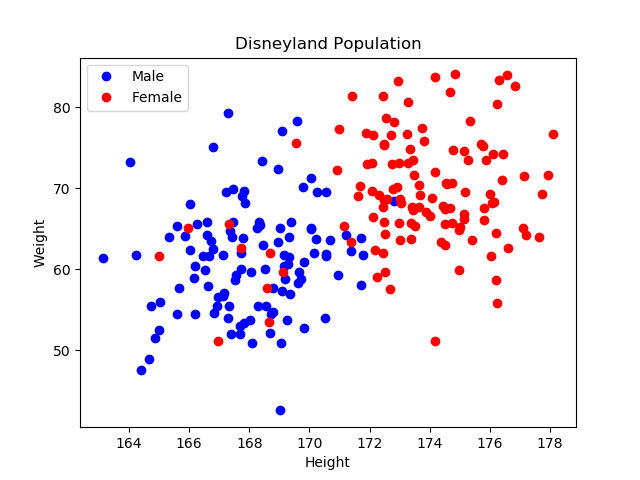 Disneyland Population
Male
Female
Weight
80
70
60
50
164 166 168 170 172 174 176 178
Height